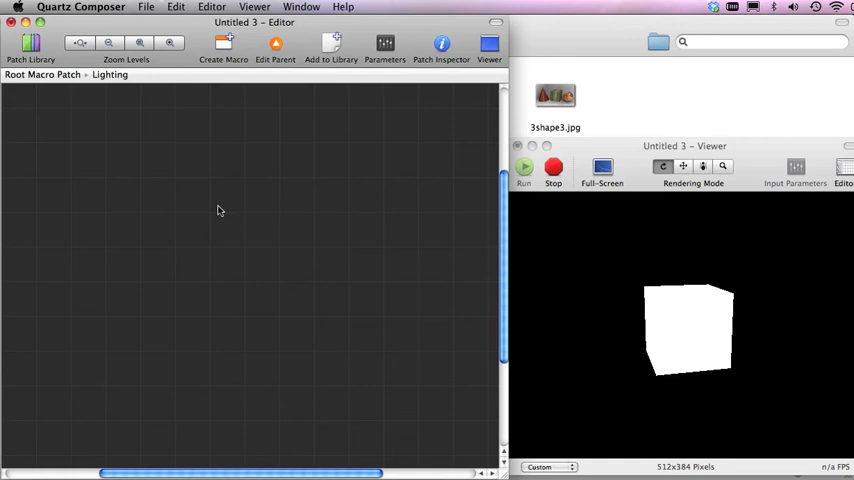 Quartz Composer File Edit Editor Viewer Window Help
Untitled 3 – Editor
Patch Library Zoom Levels Create Macro Edit Parent Add to Library Parameters Patch Inspector Viewer
Root Macro Patch Lighting
3shape3.jpg
Untitled 3 – Viewer
Run Stop Full-Screen Rendering Mode Input Parameters Edito
Custom 512x384 Pixels n/a FPS